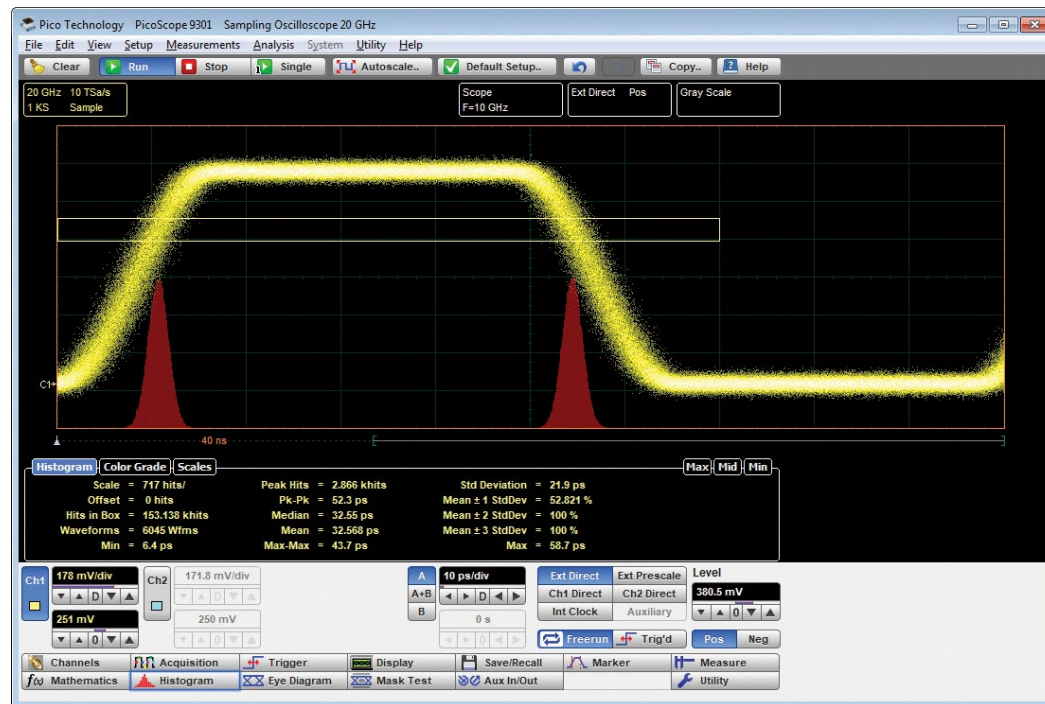 Pico Technology PicoScope 9301 Sampling Oscilloscope 20 GHz
File Edit View Setup Measurements Analysis System Utility Help
Clear Run Stop 1 Single Autoscale.. Default Setup.. Copy.. ? Help
20 GHz 10 TSa/s
1 KS Sample
Scope
F=10 GHz
Ext Direct Pos
Gray Scale
C1
40 ns
Histogram Color Grade Scales Max Mid Min
Scale = 717 hits/ Peak Hits = 2.866 khits Std Deviation = 21.9 ps
Offset = 0 hits Pk-Pk = 52.3 ps Mean ± 1 StdDev = 52.821 %
Hits in Box = 153.138 khits Median = 32.55 ps Mean ± 2 StdDev = 100 %
Waveforms = 6045 Wfms Mean = 32.568 ps Mean ± 3 StdDev = 100 %
Min = 6.4 ps Max-Max = 43.7 ps Max = 58.7 ps
Ch1 178 mV/div Ch2 171.8 mV/div A 10 ps/div Ext Direct Ext Prescale Level
D D A+B D Ch1 Direct Ch2 Direct 380.5 mV
251 mV 250 mV B 0 s Int Clock Auxiliary 0
0 0 0 Freerun Trig'd Pos Neg
Channels Acquisition Trigger Display Save/Recall Marker Measure
f(x) Mathematics Histogram Eye Diagram Mask Test Aux In/Out Utility